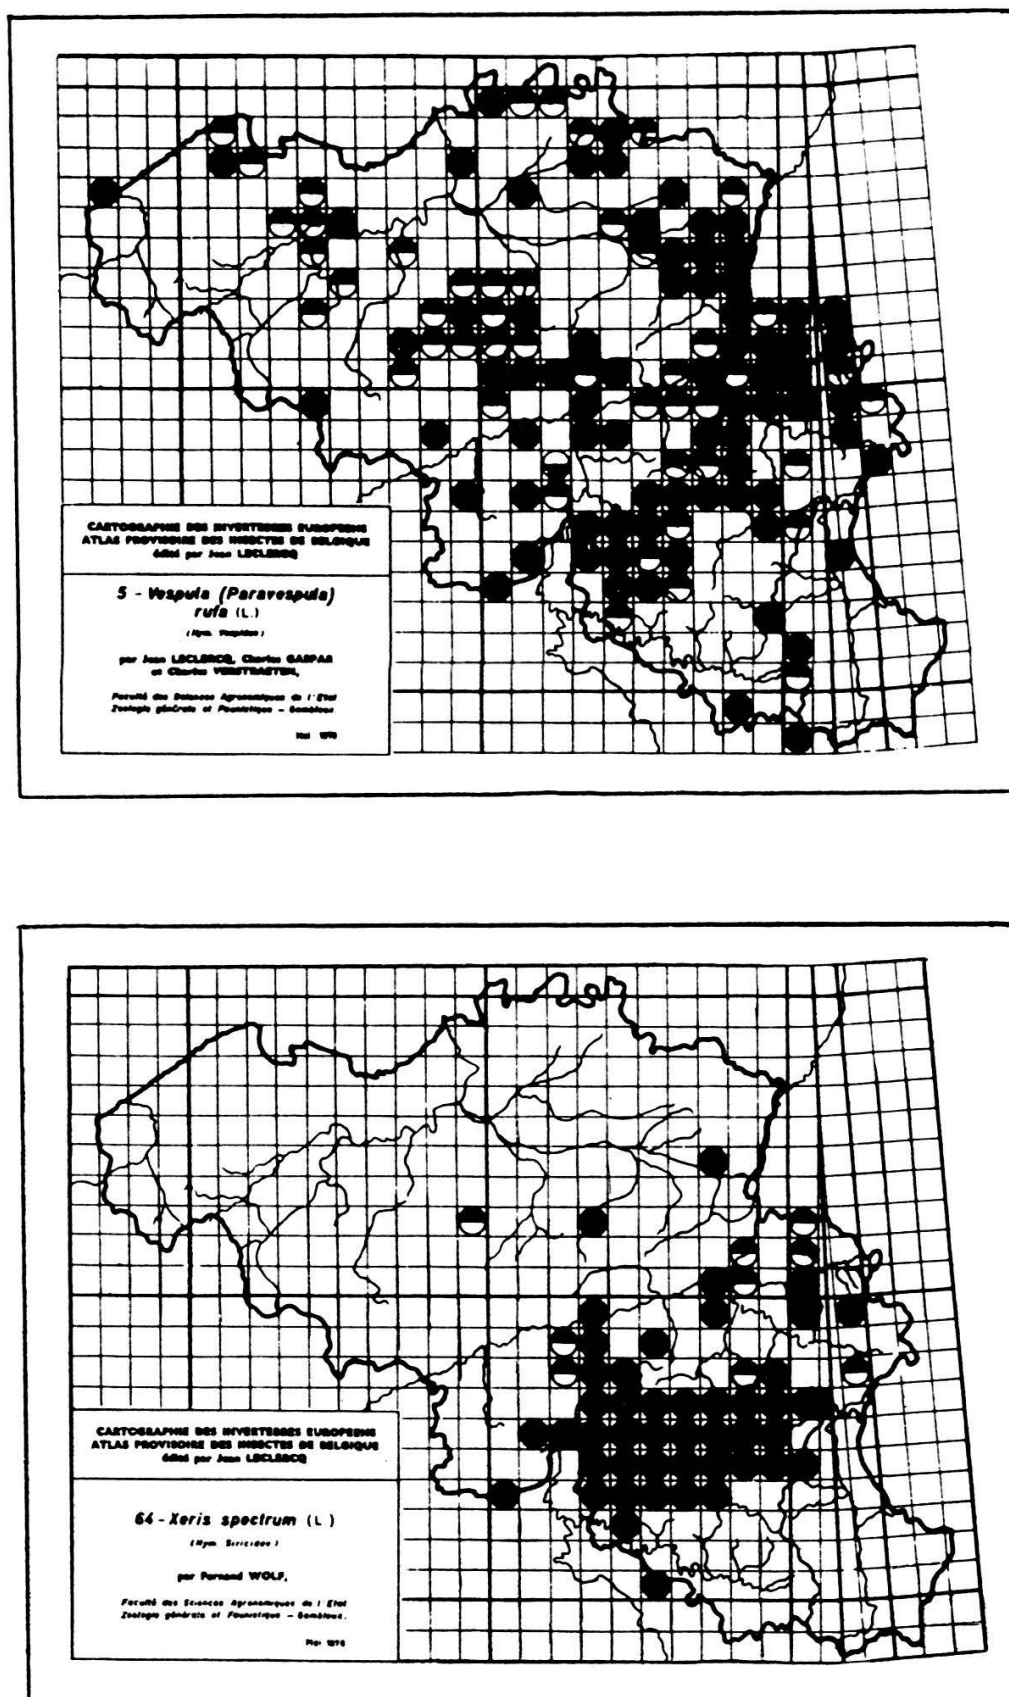 CARTOGRAPHIE DES INVERTEBRES EUROPEENS
ATLAS PROVISOIRE DES INSECTES DE BELGIQUE
édité par Jean LECLERCQ
5 - Vespula (Paravespula)
rufa (L.)
(Hym. Vespidae)
par Jean LECLERCQ, Charles GASPAR
et Charles VERSTRAETEN,
Faculté des Sciences Agronomiques de l'Etat
Zoologie générale et Faunistique - Gembloux
Mai
CARTOGRAPHIE DES INVERTEBRES EUROPEENS
ATLAS PROVISOIRE DES INSECTES DE BELGIQUE
édité par Jean LECLERCQ
64 - Xeris spectrum (L.)
(Hym. Siricidae)
par Fernand WOLF,
Faculté des Sciences Agronomiques de l'Etat
Zoologie générale et Faunistique - Gembloux.
Mai